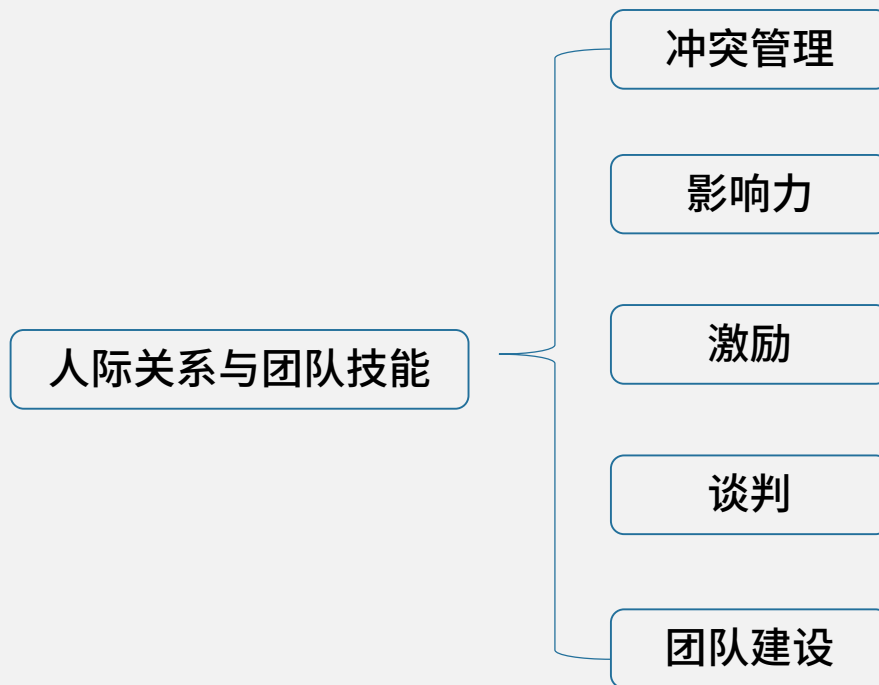 冲突管理
影响力
激励
人际关系与团队技能
谈判
团队建设